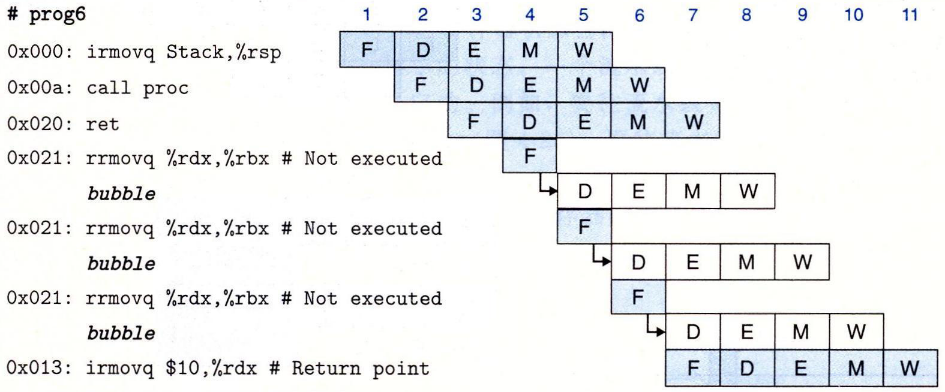 # prog6 1 2 3 4 5 6 7 8 9 10 11
0x000: irmovq Stack,%rsp F D E M W
0x00a: call proc F D E M W
0x020: ret F D E M W
0x021: rrmovq %rdx,%rbx # Not executed F
bubble D E M W
0x021: rrmovq %rdx,%rbx # Not executed F
bubble D E M W
0x021: rrmovq %rdx,%rbx # Not executed F
bubble D E M W
0x013: irmovq $10,%rdx # Return point F D E M W